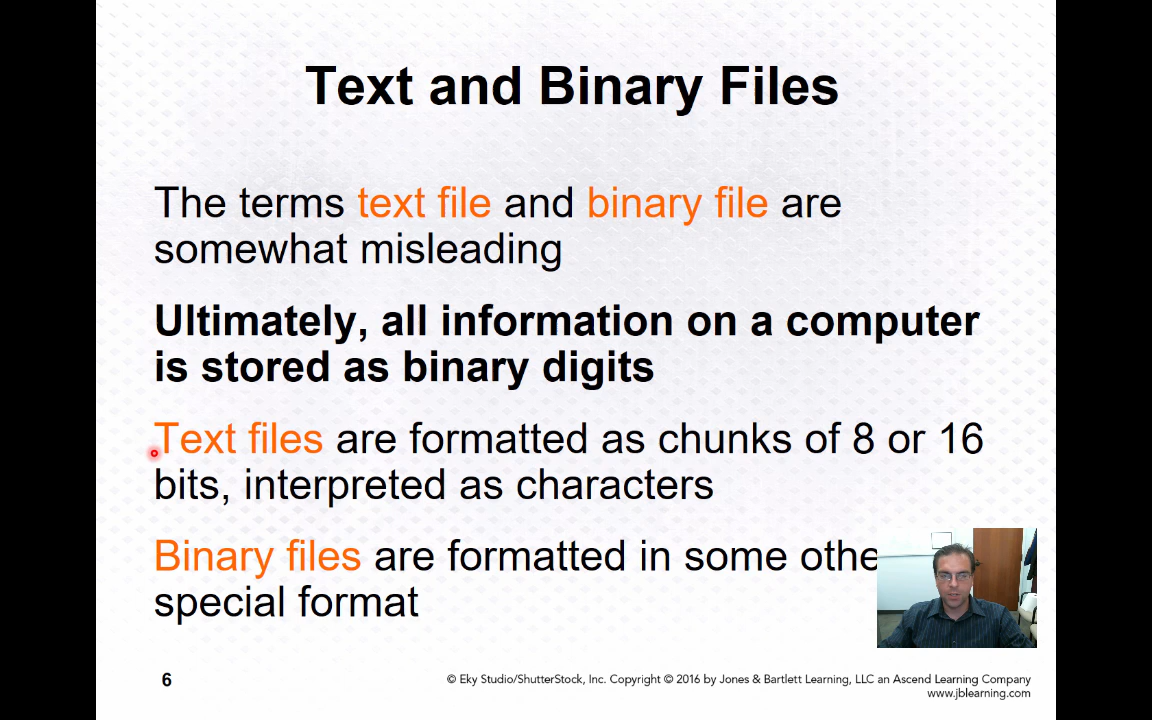 Text and Binary Files
The terms text file and binary file are
somewhat misleading
Ultimately, all information on a computer
is stored as binary digits
Text files are formatted as chunks of 8 or 16
bits, interpreted as characters
Binary files are formatted in some othe
special format
6
© Eky Studio/ShutterStock, Inc. Copyright © 2016 by Jones & Bartlett Learning, LLC an Ascend Learning Company
www.jblearning.com